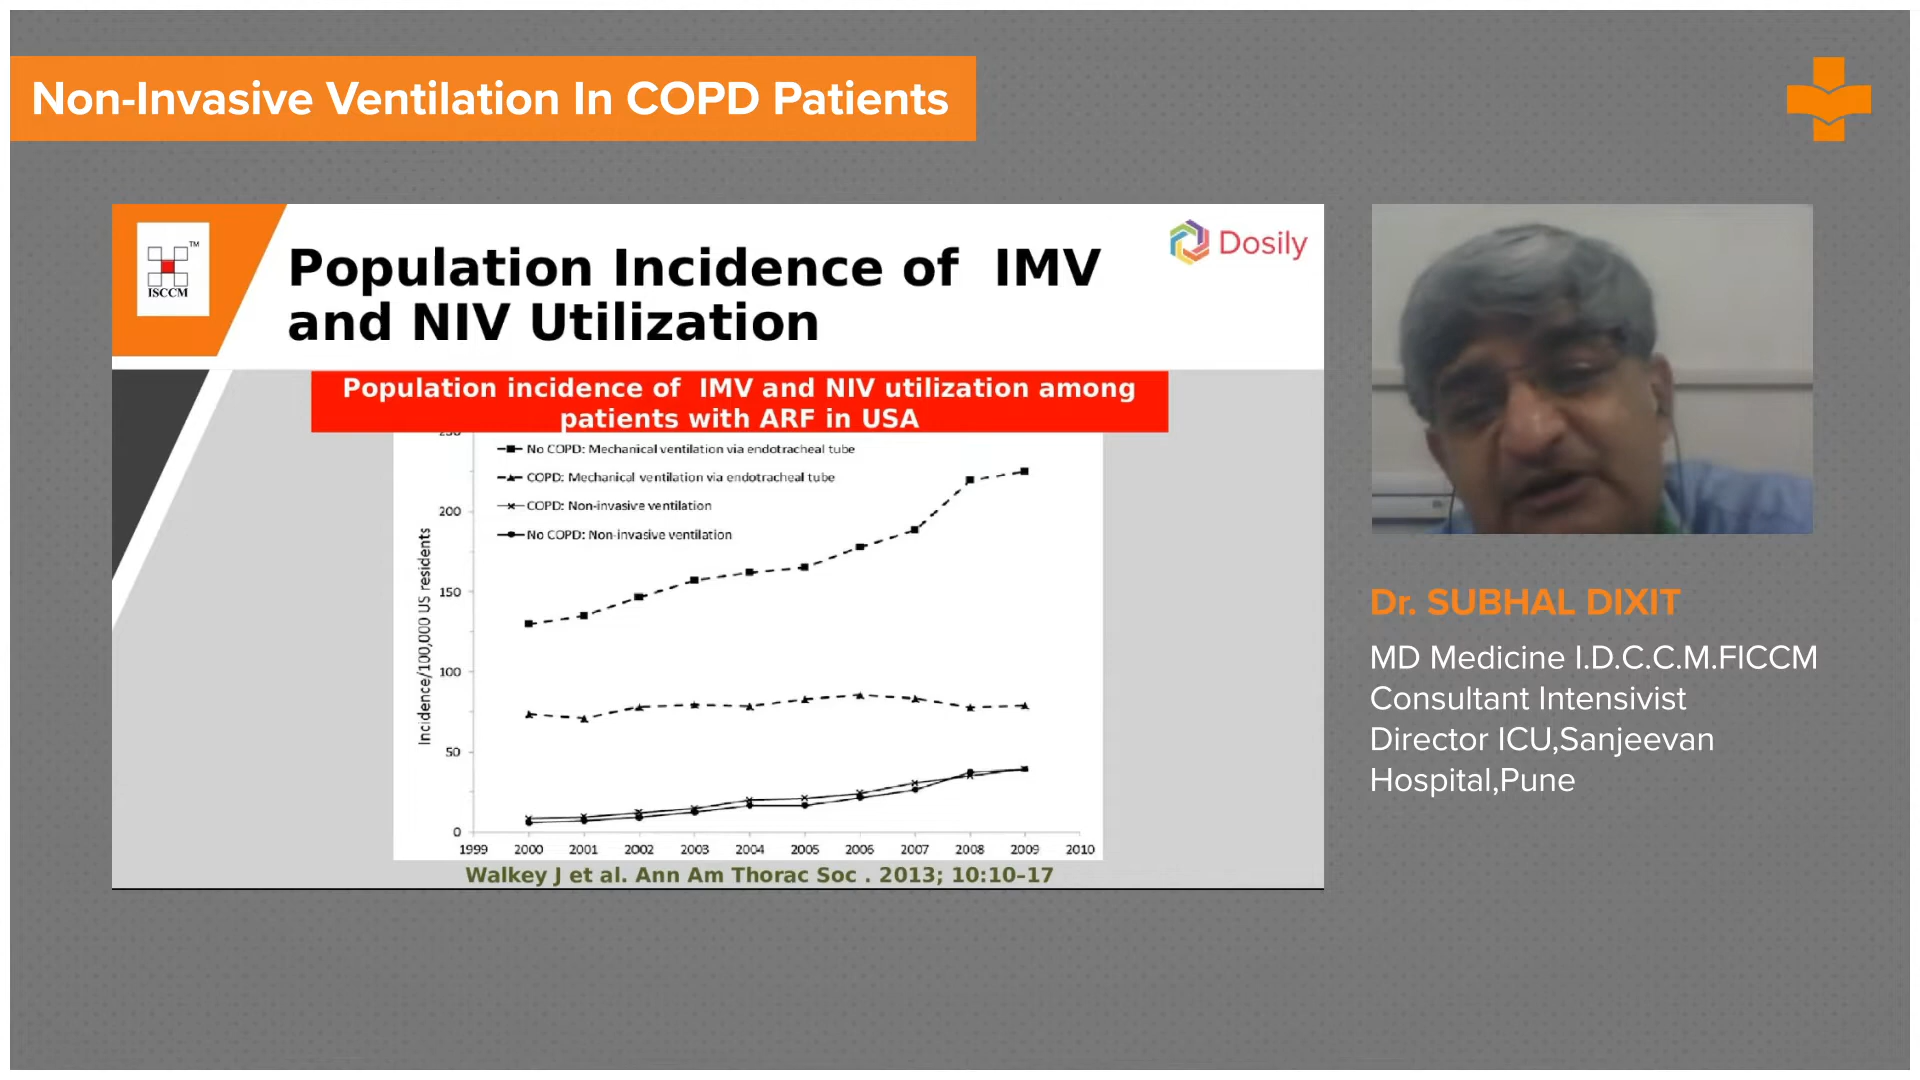 Non-Invasive Ventilation In COPD Patients
TM
ISCCM
Population Incidence of IMV
and NIV Utilization
Dosily
Population incidence of IMV and NIV utilization among
patients with ARF in USA
No COPD: Mechanical ventilation via endotracheal tube
COPD: Mechanical ventilation via endotracheal tube
COPD: Non-invasive ventilation
No COPD: Non-invasive ventilation
Incidence/100,000 US residents
250
200
150
100
50
0
1999 2000 2001 2002 2003 2004 2005 2006 2007 2008 2009 2010
Walkey J et al. Ann Am Thorac Soc . 2013; 10:10–17
Dr. SUBHAL DIXIT
MD Medicine I.D.C.C.M.FICCM
Consultant Intensivist
Director ICU,Sanjeevan
Hospital,Pune